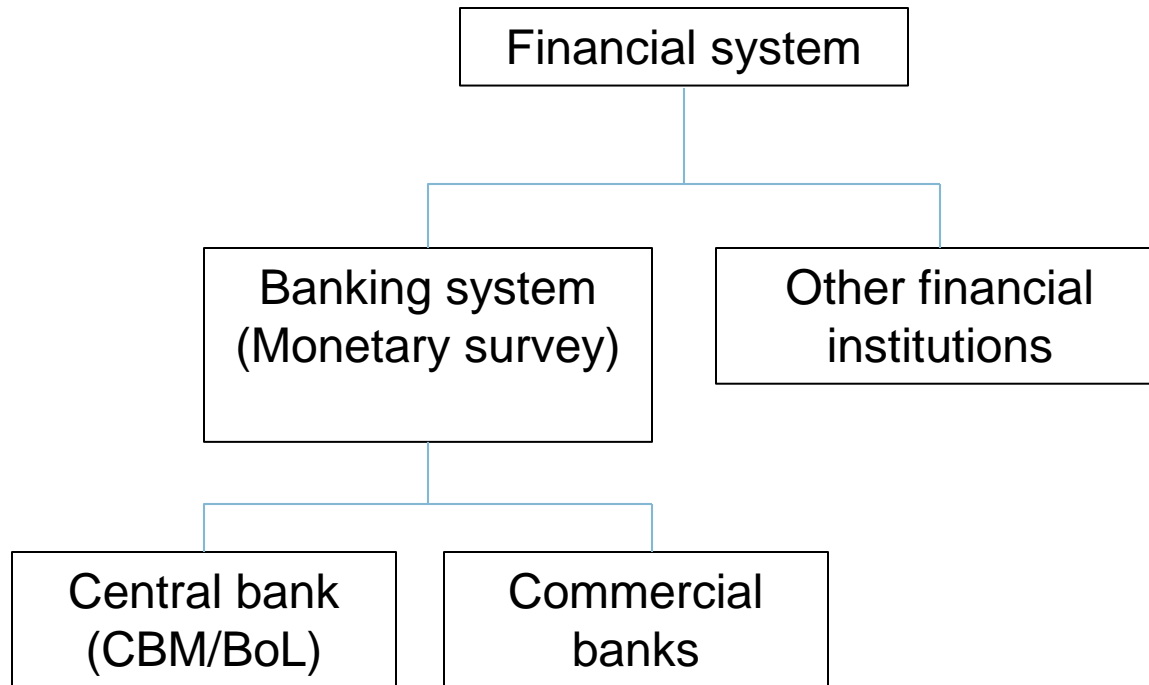 Financial system
Banking system
(Monetary survey)
Other financial
institutions
Central bank
(CBM/BoL)
Commercial
banks